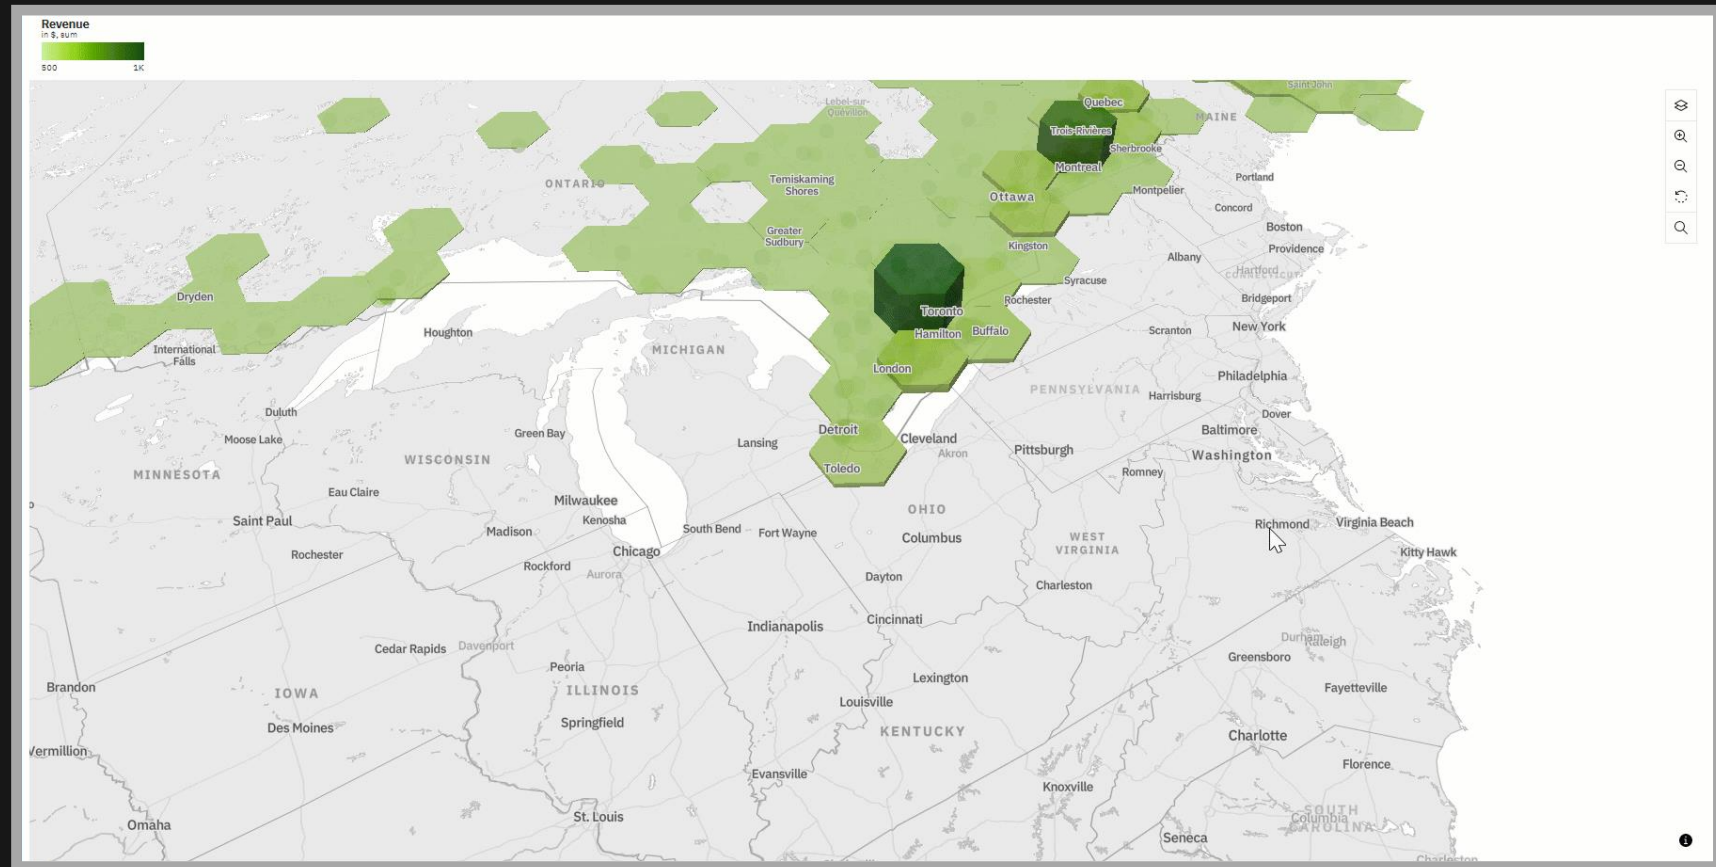 Revenue
in $, sum
500 1K
Lebel-sur-
Quévillon
Quebec
Saint John
MAINE
Trois-Rivières
Sherbrooke
Montreal
ONTARIO
Temiskaming
Shores
Ottawa
Montpelier
Portland
Concord
Greater
Sudbury
Kingston
Boston
Providence
Albany
Hartford
CONNECTICUT
Syracuse
Dryden
Rochester
Bridgeport
Toronto
Houghton
Hamilton
Buffalo
Scranton
New York
International
Falls
MICHIGAN
London
PENNSYLVANIA
Philadelphia
Harrisburg
Duluth
Dover
Moose Lake
Green Bay
Lansing
Detroit
Cleveland
Akron
Pittsburgh
Baltimore
Washington
MINNESOTA
WISCONSIN
Toledo
Romney
Eau Claire
Milwaukee
Kenosha
OHIO
Saint Paul
Madison
South Bend
Fort Wayne
Columbus
WEST
VIRGINIA
Richmond
Virginia Beach
Rochester
Chicago
Kitty Hawk
Rockford
Aurora
Dayton
Charleston
Cincinnati
Indianapolis
Durham
Raleigh
Cedar Rapids
Davenport
Greensboro
Peoria
Lexington
Brandon
IOWA
ILLINOIS
Louisville
Fayetteville
Des Moines
Springfield
KENTUCKY
Charlotte
Vermillion
Evansville
Florence
Knoxville
Omaha
St. Louis
SOUTH
CAROLINA
Columbia
Seneca
Charleston